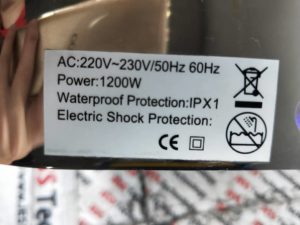 AC:220V~230V/50Hz 60Hz
Power:1200W
Waterproof Protection:IPX1
Electric Shock Protection:
CE